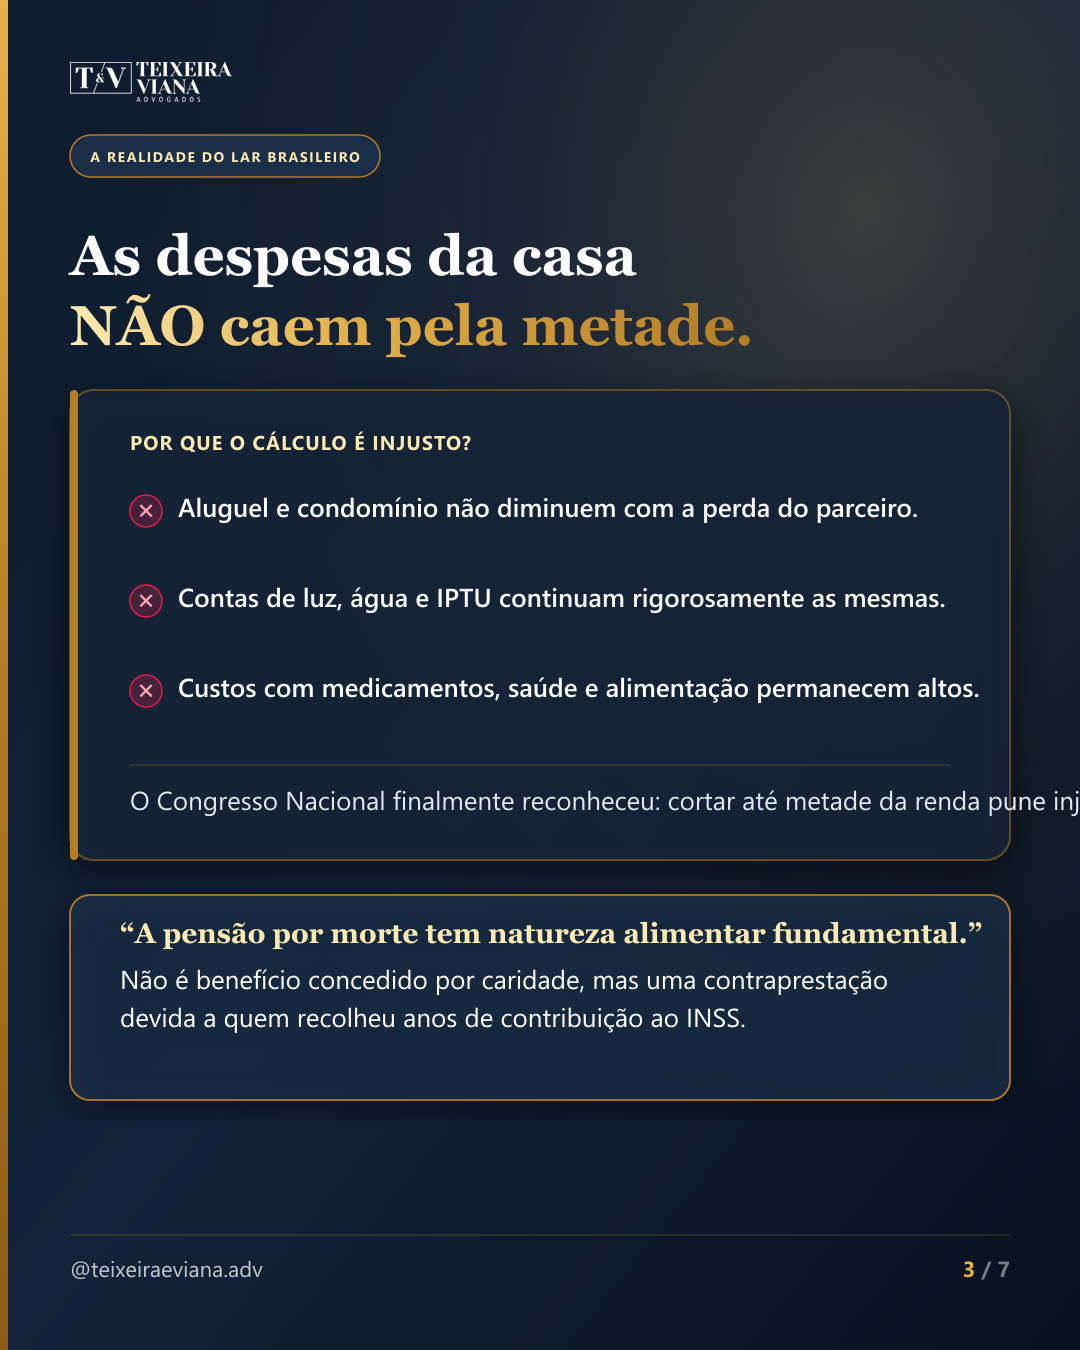 T&V TEIXEIRA
VIANA
ADVOGADOS
A REALIDADE DO LAR BRASILEIRO
As despesas da casa
NÃO caem pela metade.
POR QUE O CÁLCULO É INJUSTO?
Aluguel e condomínio não diminuem com a perda do parceiro.
Contas de luz, água e IPTU continuam rigorosamente as mesmas.
Custos com medicamentos, saúde e alimentação permanecem altos.
O Congresso Nacional finalmente reconheceu: cortar até metade da renda pune
“A pensão por morte tem natureza alimentar fundamental.”
Não é benefício concedido por caridade, mas uma contraprestação
devida a quem recolheu anos de contribuição ao INSS.
@teixeiraeviana.adv
3 / 7